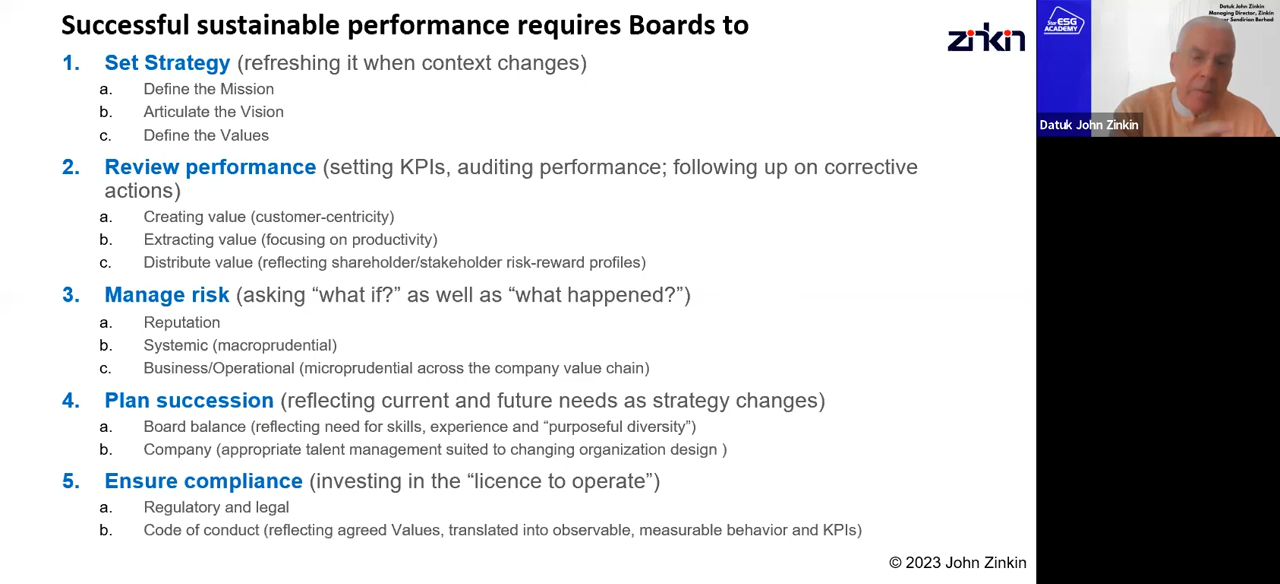 Successful sustainable performance requires Boards to
zinkin
1. Set Strategy (refreshing it when context changes)
a. Define the Mission
b. Articulate the Vision
c. Define the Values
2. Review performance (setting KPIs, auditing performance; following up on corrective
actions)
a. Creating value (customer-centricity)
b. Extracting value (focusing on productivity)
c. Distribute value (reflecting shareholder/stakeholder risk-reward profiles)
3. Manage risk (asking “what if?” as well as “what happened?”)
a. Reputation
b. Systemic (macroprudential)
c. Business/Operational (microprudential across the company value chain)
4. Plan succession (reflecting current and future needs as strategy changes)
a. Board balance (reflecting need for skills, experience and “purposeful diversity”)
b. Company (appropriate talent management suited to changing organization design )
5. Ensure compliance (investing in the “licence to operate”)
a. Regulatory and legal
b. Code of conduct (reflecting agreed Values, translated into observable, measurable behavior and KPIs)
© 2023 John Zinkin
ESG
ACADEMY
Datuk John Zinkin
Managing Director, Zinkin
Sendirian Berhad
Datuk John Zinkin